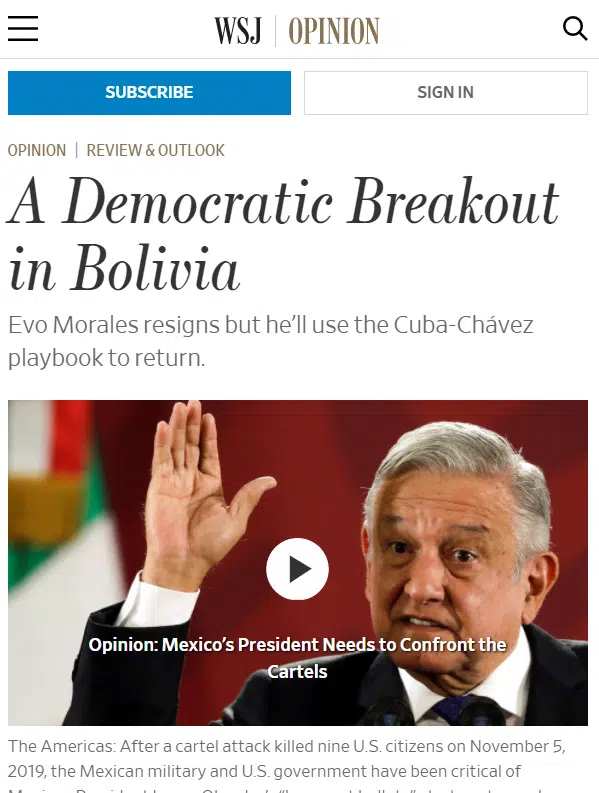 WSJ OPINION
SUBSCRIBE SIGN IN
OPINION | REVIEW & OUTLOOK
A Democratic Breakout
in Bolivia
Evo Morales resigns but he’ll use the Cuba-Chávez
playbook to return.
Opinion: Mexico’s President Needs to Confront the
Cartels
The Americas: After a cartel attack killed nine U.S. citizens on November 5,
2019, the Mexican military and U.S. government have been critical of